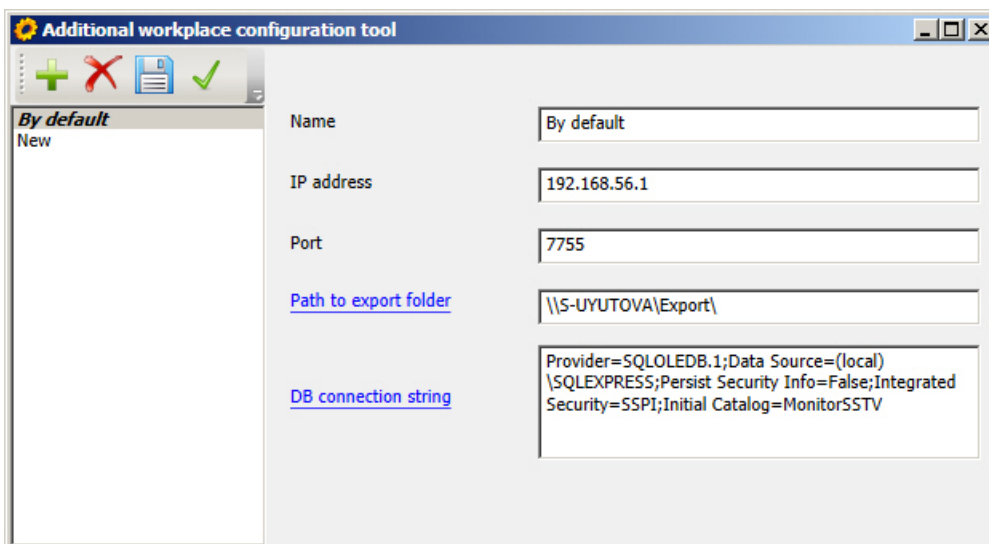 Additional workplace configuration tool
By default
New
Name
By default
IP address
192.168.56.1
Port
7755
Path to export folder
\\S-UYUTOVA\Export\
DB connection string
Provider=SQLOLEDB.1;Data Source=(local)
\SQLEXPRESS;Persist Security Info=False;Integrated
Security=SSPI;Initial Catalog=MonitorSSTV